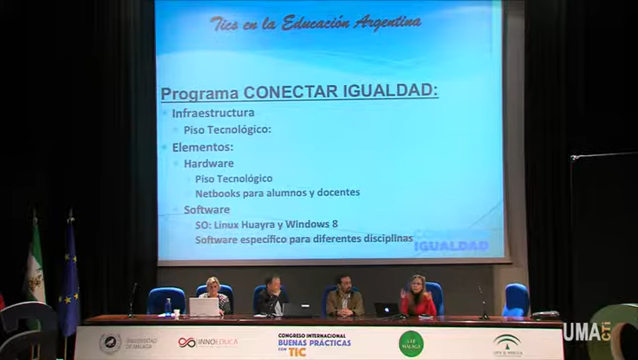 Tics en la Educación Argentina
Programa CONECTAR IGUALDAD:
Infraestructura
Piso Tecnológico:
Elementos:
Hardware
Piso Tecnológico
Netbooks para alumnos y docentes
Software
SO: Linux Huayra y Windows 8
Software específico para diferentes disciplinas
CONECTAR
IGUALDAD
UNIVERSIDAD
DE MÁLAGA
INNOEDUCA
CONGRESO INTERNACIONAL
BUENAS PRÁCTICAS
CON TIC
MÁLAGA
UMA